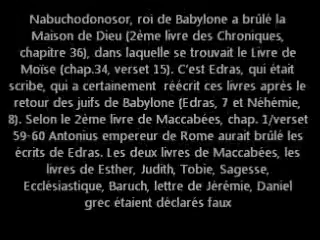 Nabuchodonosor, roi de Babylone a brûlé la
Maison de Dieu (2ème livre des Chroniques,
chapitre 36), dans laquelle se trouvait le Livre de
Moïse (chap.34, verset 15). C'est Edras, qui était
scribe, qui a certainement réécrit ces livres après le
retour des juifs de Babylone (Edras, 7 et Néhémie,
8). Selon le 2ème livre de Maccabées, chap. 1/verset
59-60 Antonius empereur de Rome aurait brûlé les
écrits de Edras. Les deux livres de Maccabées, les
livres de Esther, Judith, Tobie, Sagesse,
Ecclésiastique, Baruch, lettre de Jérémie, Daniel
grec étaient déclarés faux